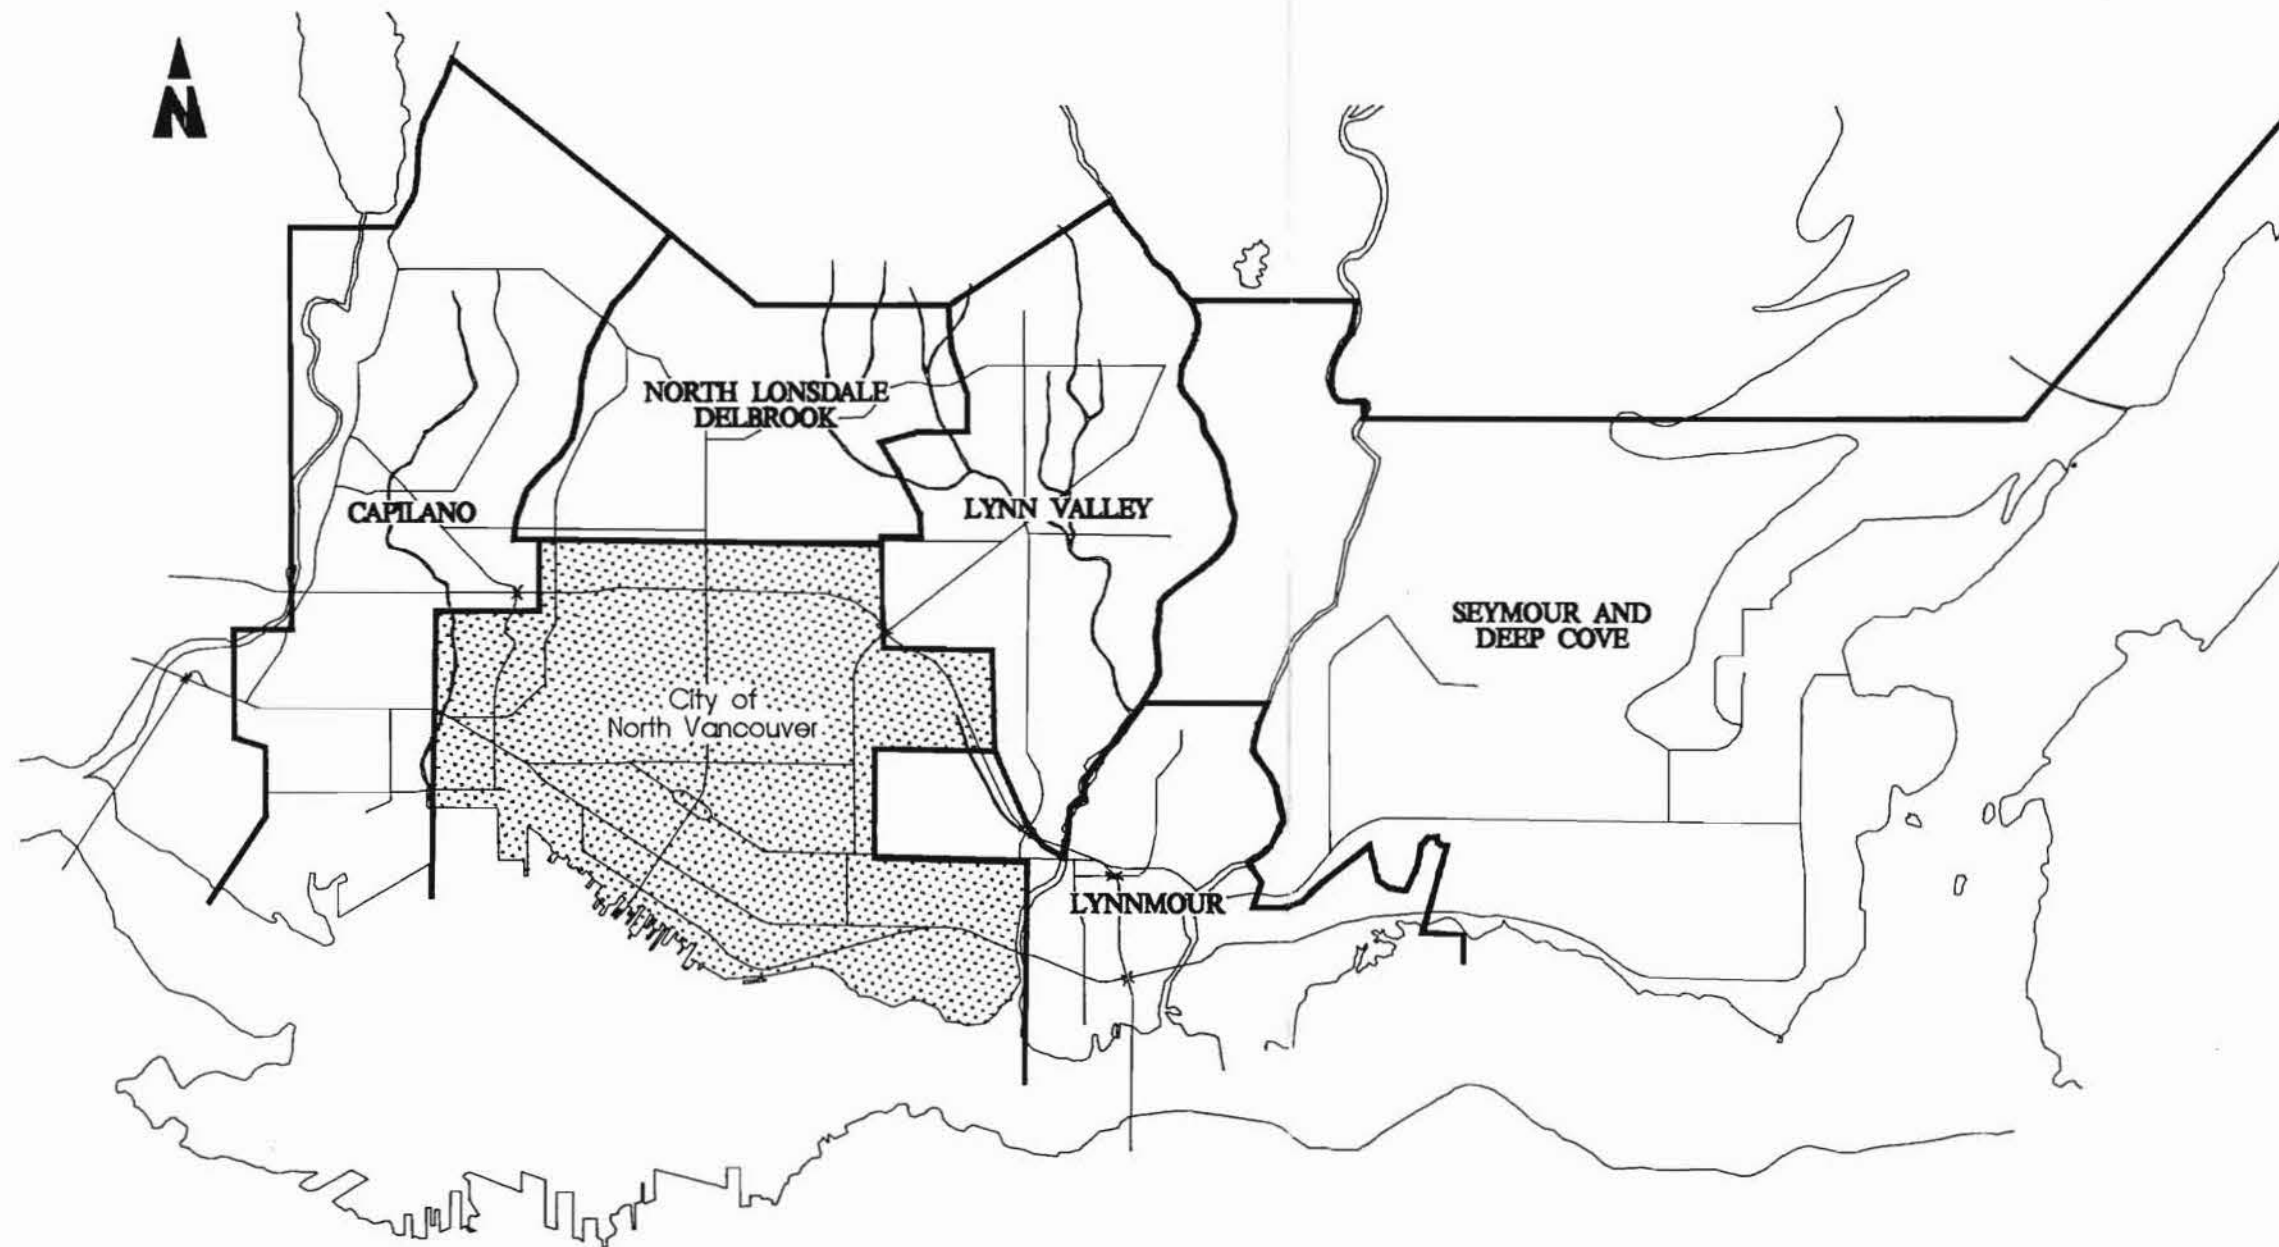 N
NORTH LONSDALE
DELBROOK
CAPILANO
LYNN VALLEY
SEYMOUR AND
DEEP COVE
City of
North Vancouver
LYNNMOUR